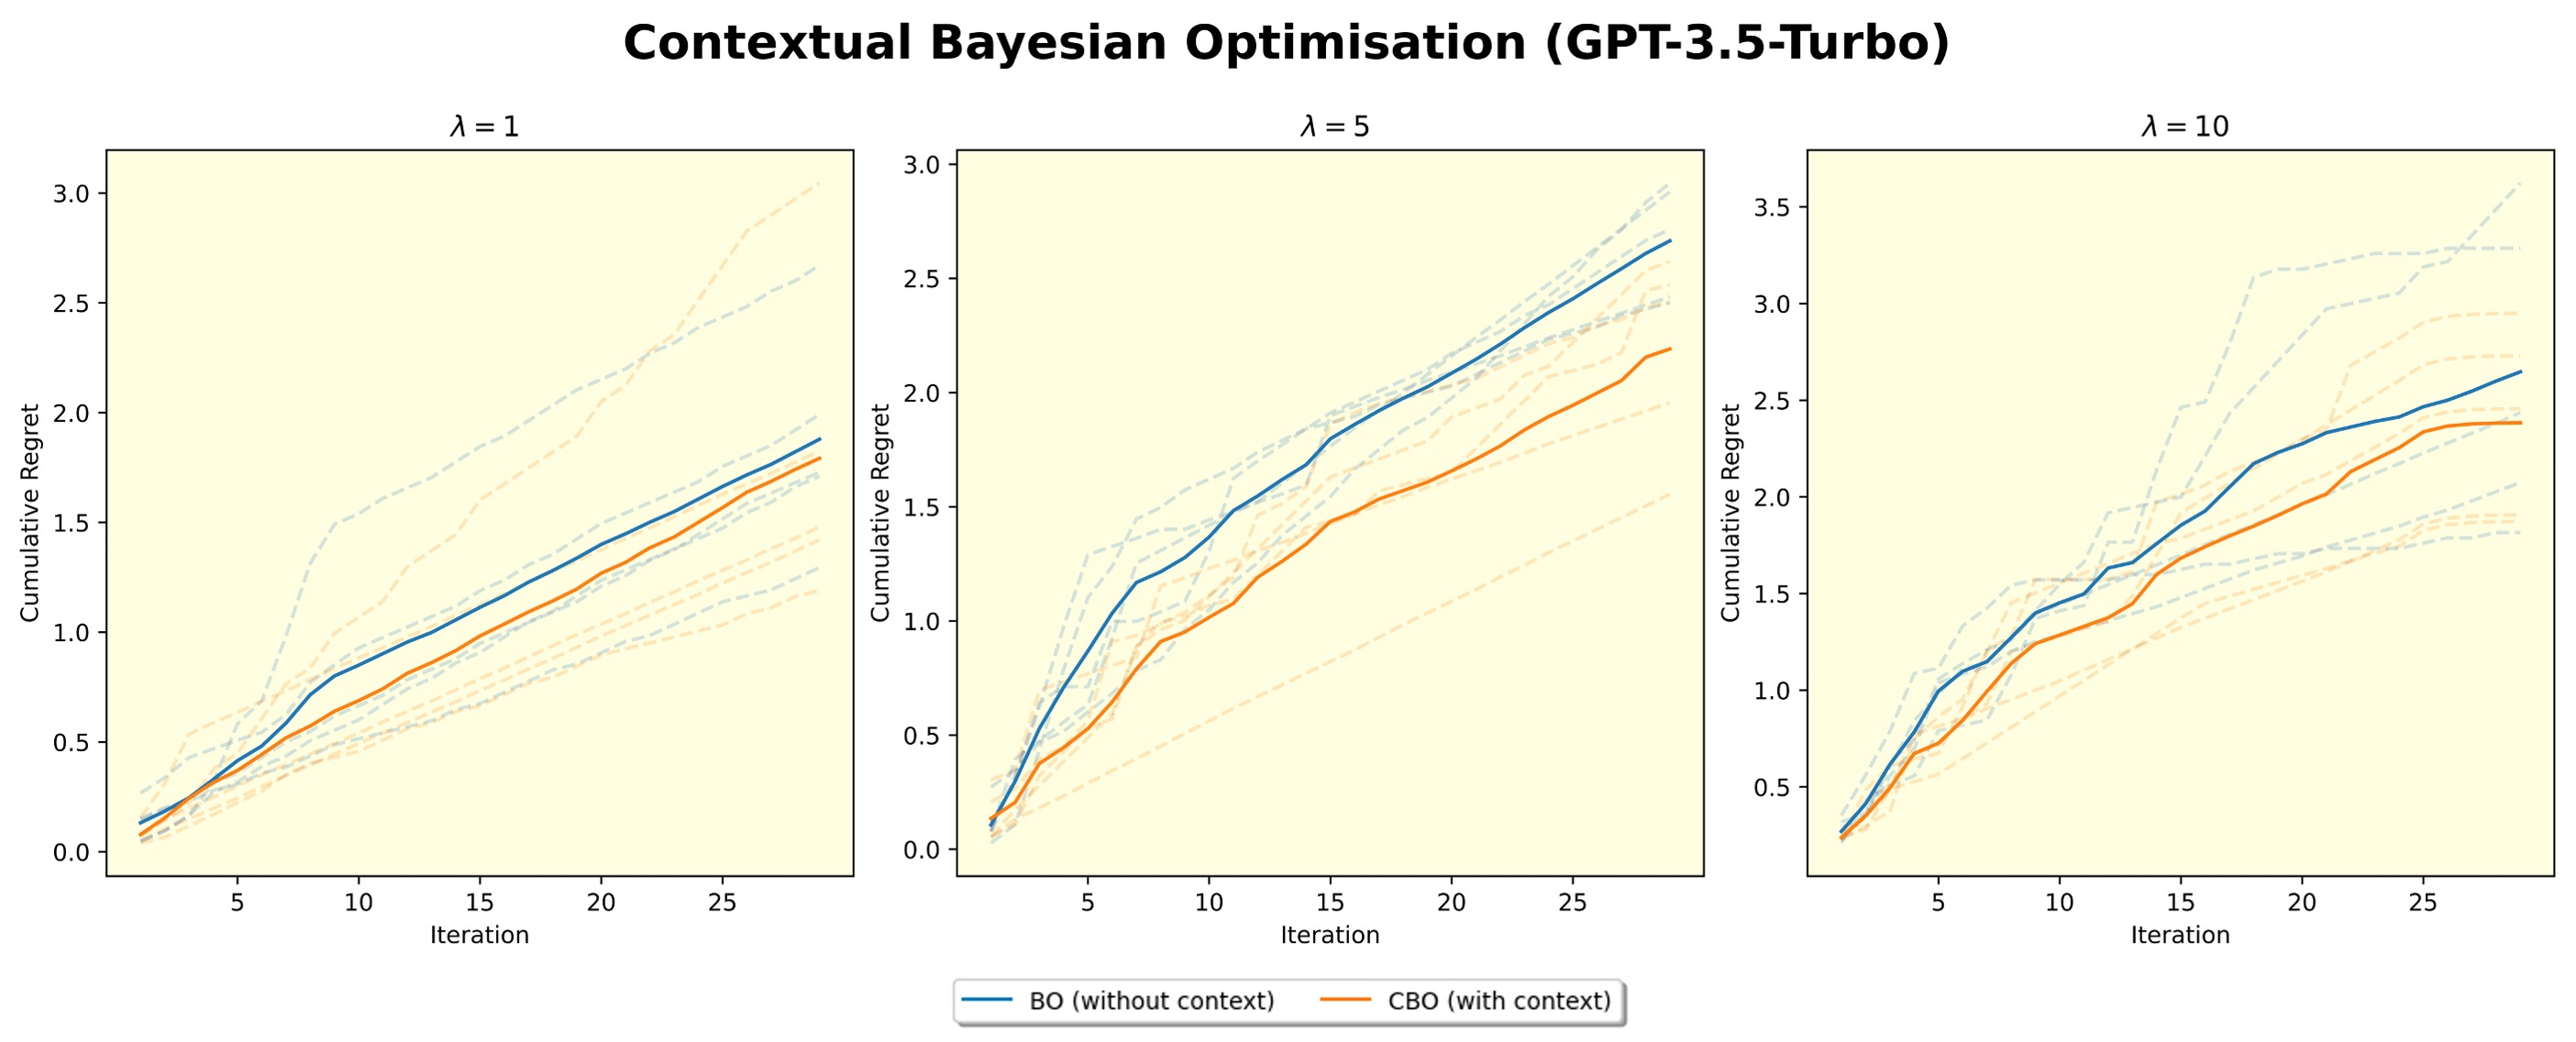 Contextual Bayesian Optimisation (GPT-3.5-Turbo)
λ = 1
3.0
2.5
2.0
1.5
1.0
0.5
0.0
Cumulative Regret
5 10 15 20 25
Iteration
λ = 5
3.0
2.5
2.0
1.5
1.0
0.5
0.0
Cumulative Regret
5 10 15 20 25
Iteration
λ = 10
3.5
3.0
2.5
2.0
1.5
1.0
0.5
Cumulative Regret
5 10 15 20 25
Iteration
BO (without context) CBO (with context)